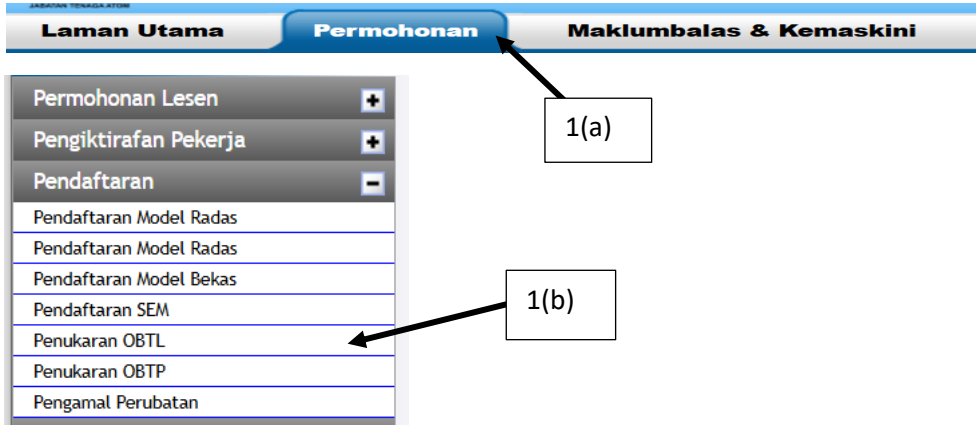 JABATAN TENAGA ATOM
Laman Utama Permohonan Maklumbalas & Kemaskini
1(a)
Permohonan Lesen
Pengiktirafan Pekerja
Pendaftaran
Pendaftaran Model Radas
Pendaftaran Model Radas
Pendaftaran Model Bekas
Pendaftaran SEM
Penukaran OBTL
Penukaran OBTP
Pengamal Perubatan
1(b)